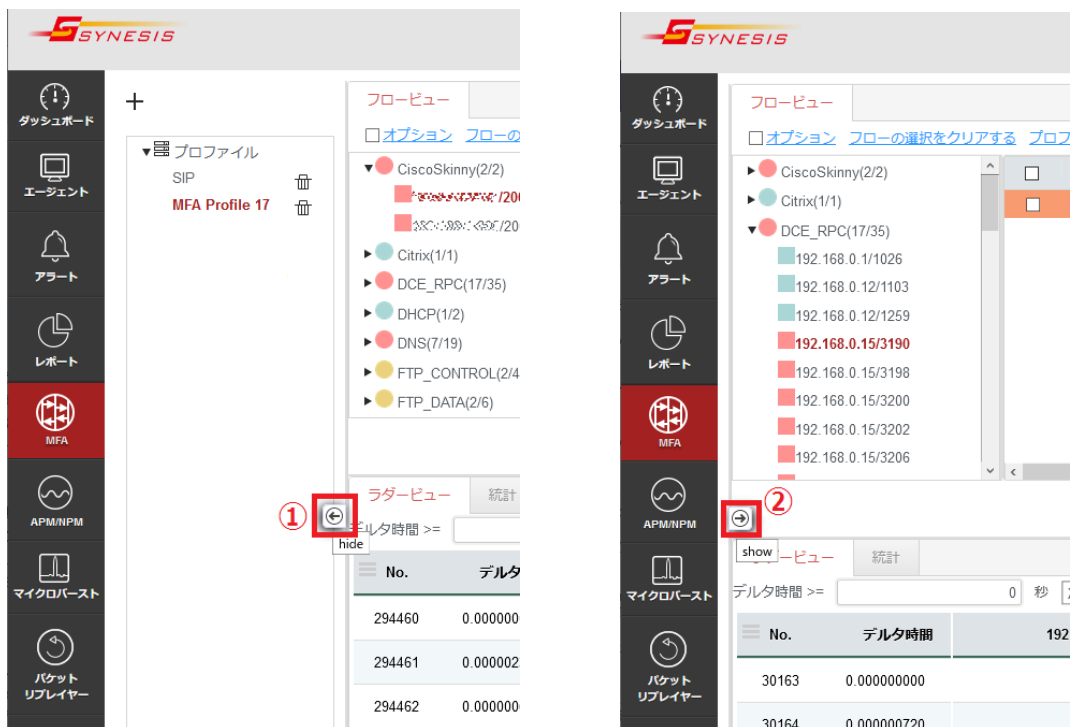 SYNESIS
ダッシュボード
エージェント
アラート
レポート
MFA
APM/NPM
マイクロバースト
パケット
リプレイヤー
+
プロファイル
SIP
MFA Profile 17
フロービュー
オプション フローの
CiscoSkinny(2/2)
/200
/20
Citrix(1/1)
DCE_RPC(17/35)
DHCP(1/2)
DNS(7/19)
FTP_CONTROL(2/4
FTP_DATA(2/6)
①
hide
ラダービュー 統計
デルタ時間 >=
No. デルタ
294460 0.000000
294461 0.000002
294462 0.000000
SYNESIS
ダッシュボード
エージェント
アラート
レポート
MFA
APM/NPM
マイクロバースト
パケット
リプレイヤー
フロービュー
オプション フローの選択をクリアする プロフ
CiscoSkinny(2/2)
Citrix(1/1)
DCE_RPC(17/35)
192.168.0.1/1026
192.168.0.12/1103
192.168.0.12/1259
192.168.0.15/3190
192.168.0.15/3198
192.168.0.15/3200
192.168.0.15/3202
192.168.0.15/3206
②
show
ービュー 統計
デルタ時間 >= 0 秒
No. デルタ時間 192
30163 0.000000000
30164 0.000000720